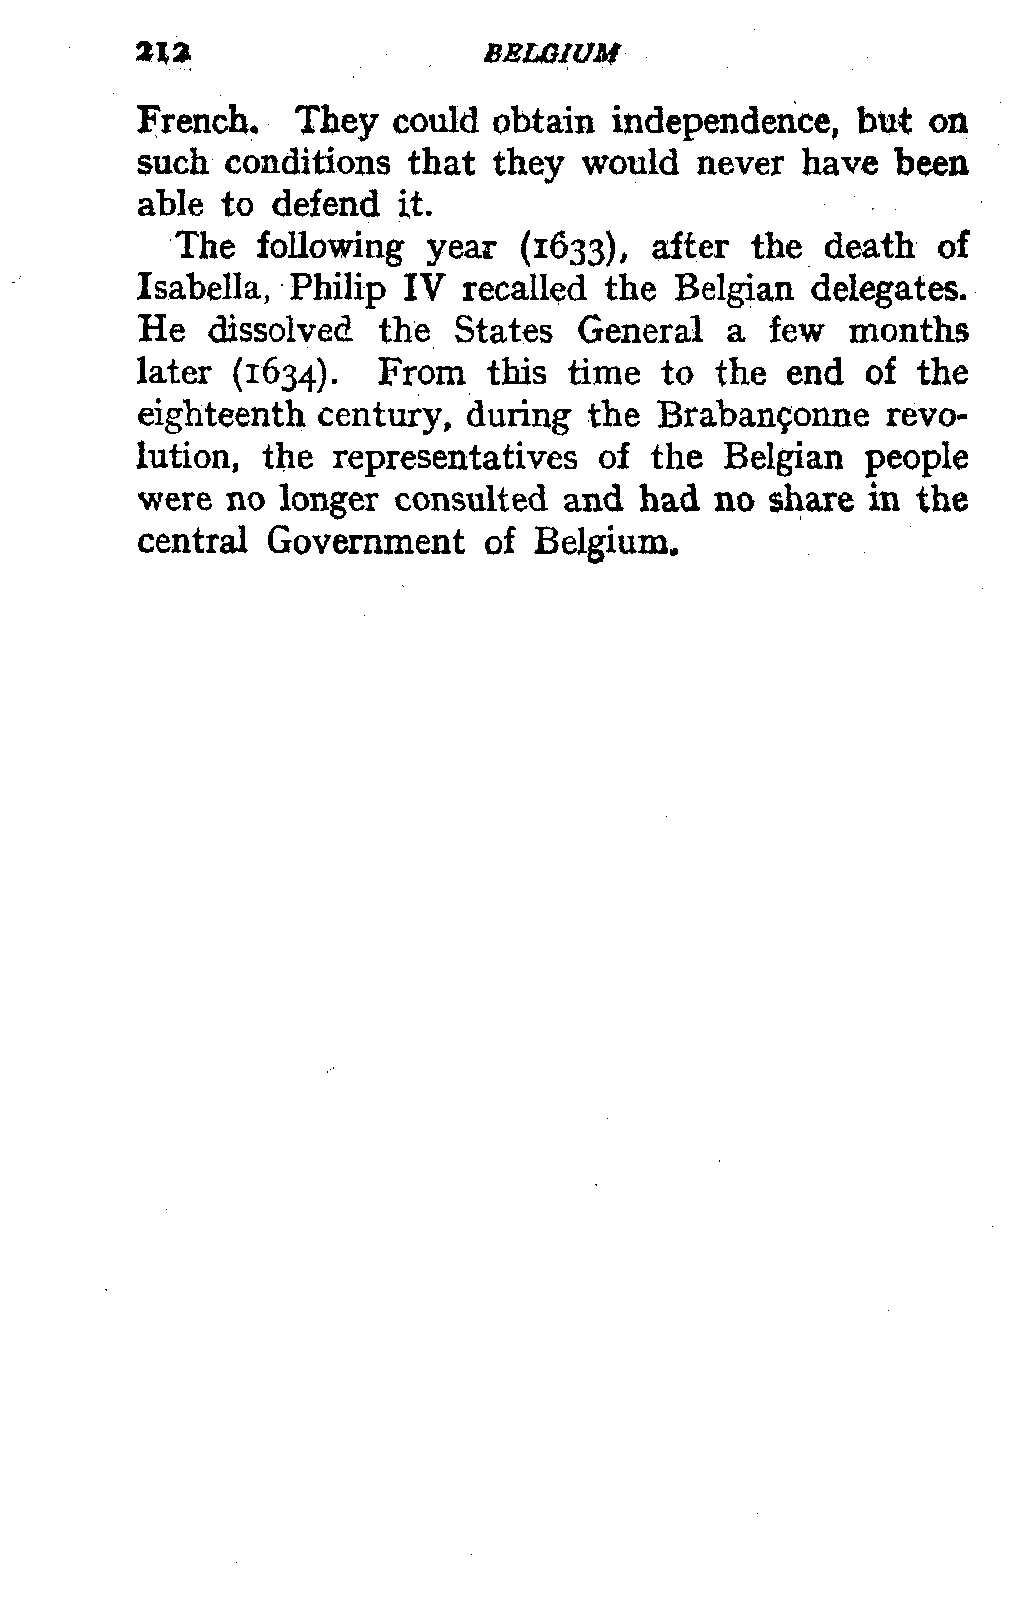 212 BELGIUM
French. They could obtain independence, but on
such conditions that they would never have been
able to defend it.
The following year (1633), after the death of
Isabella, Philip IV recalled the Belgian delegates.
He dissolved the States General a few months
later (1634). From this time to the end of the
eighteenth century, during the Brabançonne revo-
lution, the representatives of the Belgian people
were no longer consulted and had no share in the
central Government of Belgium.